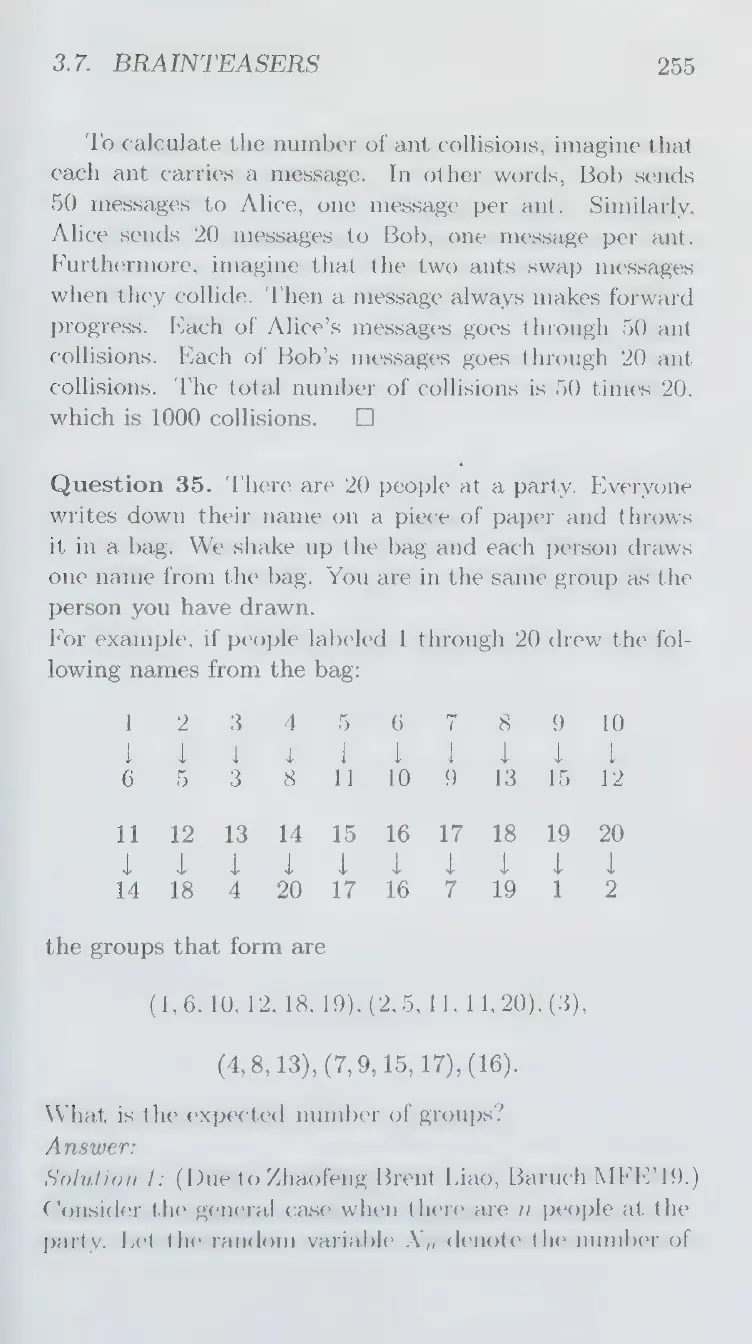 3.7. BRAINTEASERS 255
To calculate the number of ant collisions, imagine that
each ant carries a message. In other words, Bob sends
50 messages to Alice, one message per ant. Similarly,
Alice sends 20 messages to Bob, one message per ant.
Furthermore, imagine that the two ants swap messages
when they collide. Then a message always makes forward
progress. Each of Alice's messages goes through 50 ant
collisions. Each of Bob's messages goes through 20 ant
collisions. The total number of collisions is 50 times 20,
which is 1000 collisions. □
Question 35. There are 20 people at a party. Everyone
writes down their name on a piece of paper and throws
it in a bag. We shake up the bag and each person draws
one name from the bag. You are in the same group as the
person you have drawn.
For example, if people labeled 1 through 20 drew the fol-
lowing names from the bag:
1 2 3 4 5 6 7 8 9 10
↓ ↓ ↓ ↓ ↓ ↓ ↓ ↓ ↓ ↓
6 5 3 8 11 10 9 13 15 12
11 12 13 14 15 16 17 18 19 20
↓ ↓ ↓ ↓ ↓ ↓ ↓ ↓ ↓ ↓
14 18 4 20 17 16 7 19 1 2
the groups that form are
(1, 6, 10, 12, 18, 19), (2, 5, 11, 14, 20), (3),
(4, 8, 13), (7, 9, 15, 17), (16).
What is the expected number of groups?
Answer:
Solution 1: (Due to Zhaofeng Brent Liao, Baruch MFE'19.)
Consider the general case when there are n people at the
party. Let the random variable Xₙ denote the number of